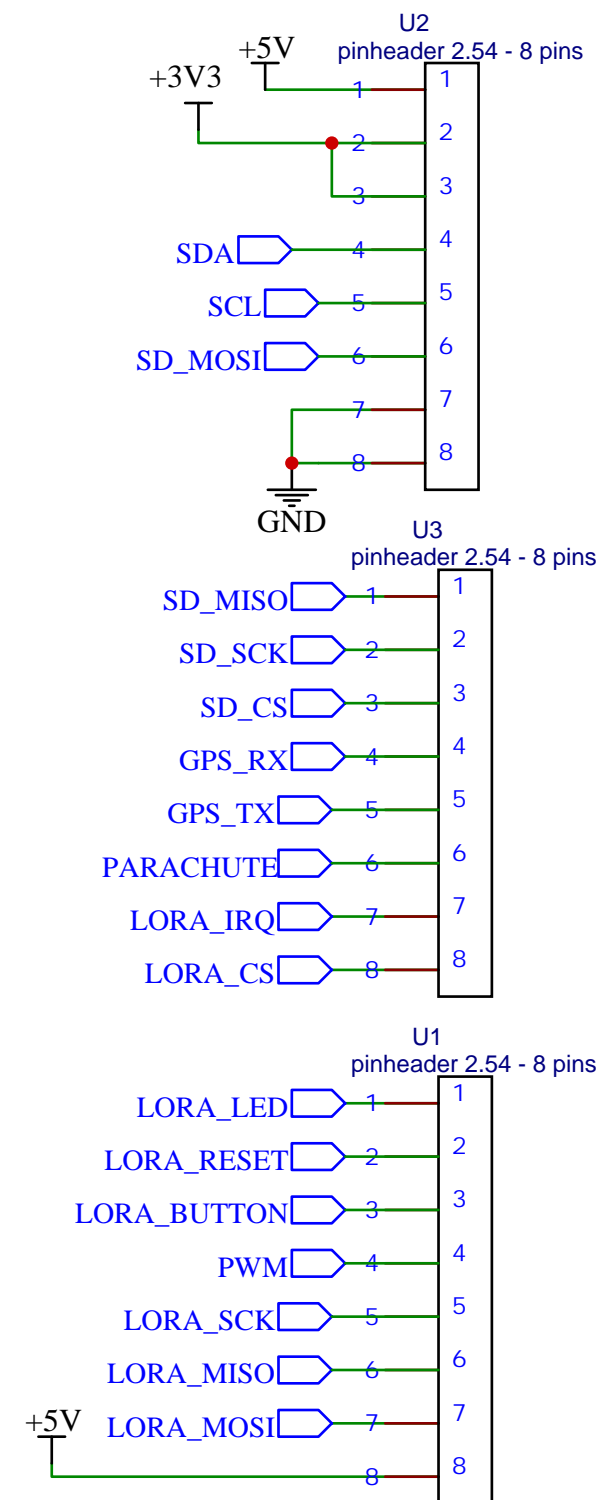 U2
pinheader 2.54 - 8 pins
+5V
+3V3
1 1
2 2
3 3
SDA 4 4
SCL 5 5
SD_MOSI 6 6
7 7
8 8
GND
U3
pinheader 2.54 - 8 pins
SD_MISO 1 1
SD_SCK 2 2
SD_CS 3 3
GPS_RX 4 4
GPS_TX 5 5
PARACHUTE 6 6
LORA_IRQ 7 7
LORA_CS 8 8
U1
pinheader 2.54 - 8 pins
LORA_LED 1 1
LORA_RESET 2 2
LORA_BUTTON 3 3
PWM 4 4
LORA_SCK 5 5
LORA_MISO 6 6
LORA_MOSI 7 7
+5V
8 8